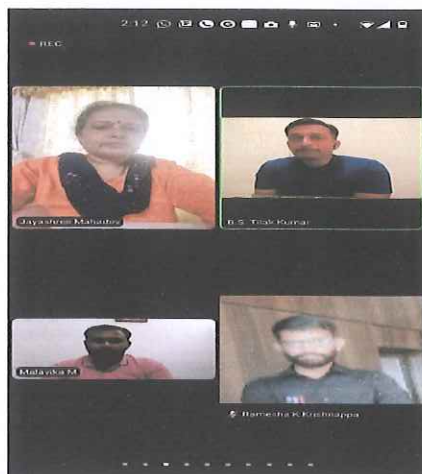 2:12
REC
Jayashree Mahadev
B.S. Tilak Kumar
Malavika M
Ramesha K Krishnappa